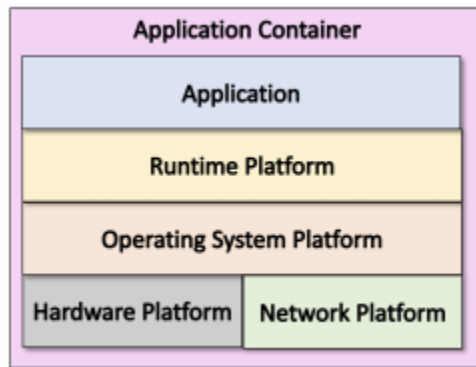 Application Container
Application
Runtime Platform
Operating System Platform
Hardware Platform
Network Platform